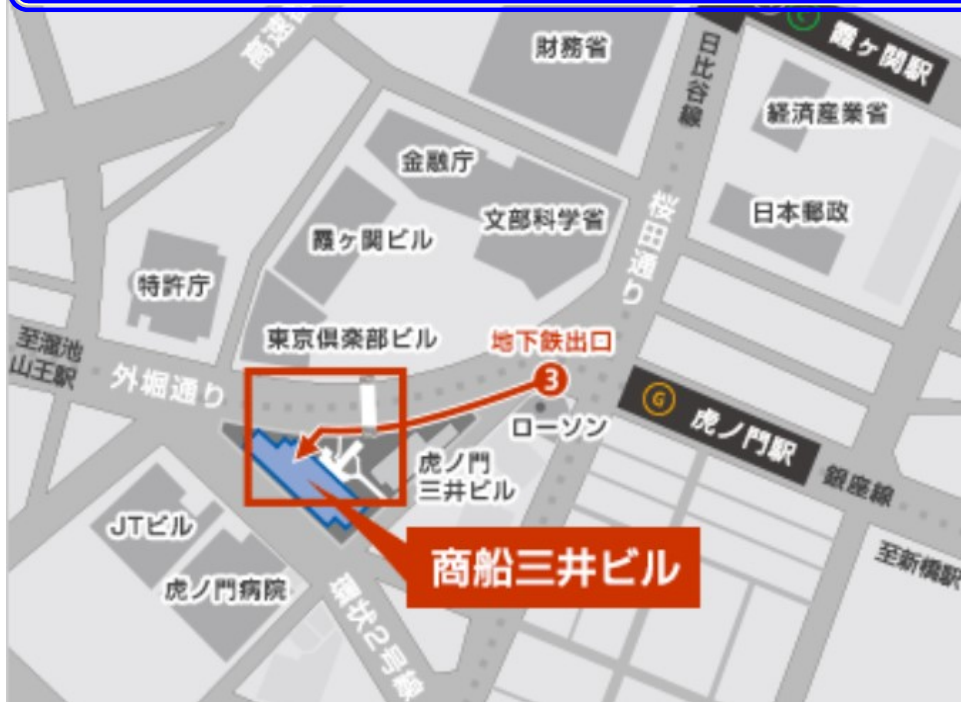 高速
財務省
日比谷線
C
霞ヶ関駅
経済産業省
金融庁
文部科学省
桜田通り
日本郵政
霞ヶ関ビル
特許庁
東京倶楽部ビル
地下鉄出口
3
至溜池
山王駅
外堀通り
G
虎ノ門駅
ローソン
虎ノ門
三井ビル
銀座線
至新橋駅
JTビル
商船三井ビル
虎ノ門病院
環状2号線